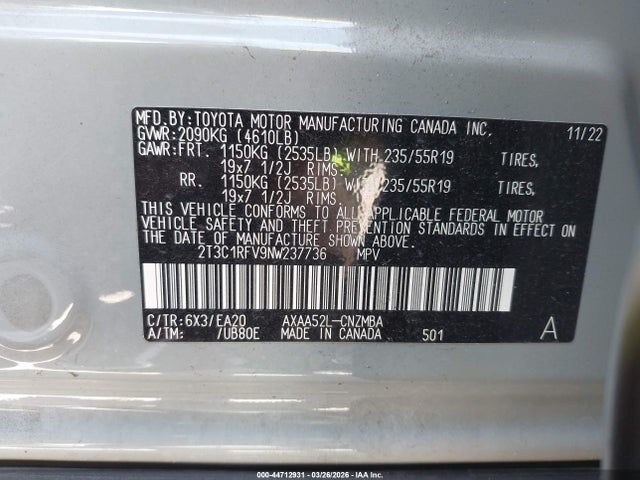 MFD.BY:TOYOTA MOTOR MANUFACTURING CANADA INC. 11/22
GVWR:2090KG (4610LB)
GAWR:FRT. 1150KG (2535LB) WITH 235/55R19 TIRES,
19x7 1/2J RIMS.
RR. 1150KG (2535LB) WITH 235/55R19 TIRES,
19x7 1/2J RIMS.
THIS VEHICLE CONFORMS TO ALL APPLICABLE FEDERAL MOTOR
VEHICLE SAFETY AND THEFT PREVENTION STANDARDS IN EFFECT ON
THE DATE OF MANUFACTURE SHOWN ABOVE.
2T3C1RFV9NW237736 MPV
C/TR:6X3/EA20 AXAA52L-CNZMBA
A/TM: /UB80E MADE IN CANADA 501 A
000-44712931 | 03/26/2026 - IAA Inc.